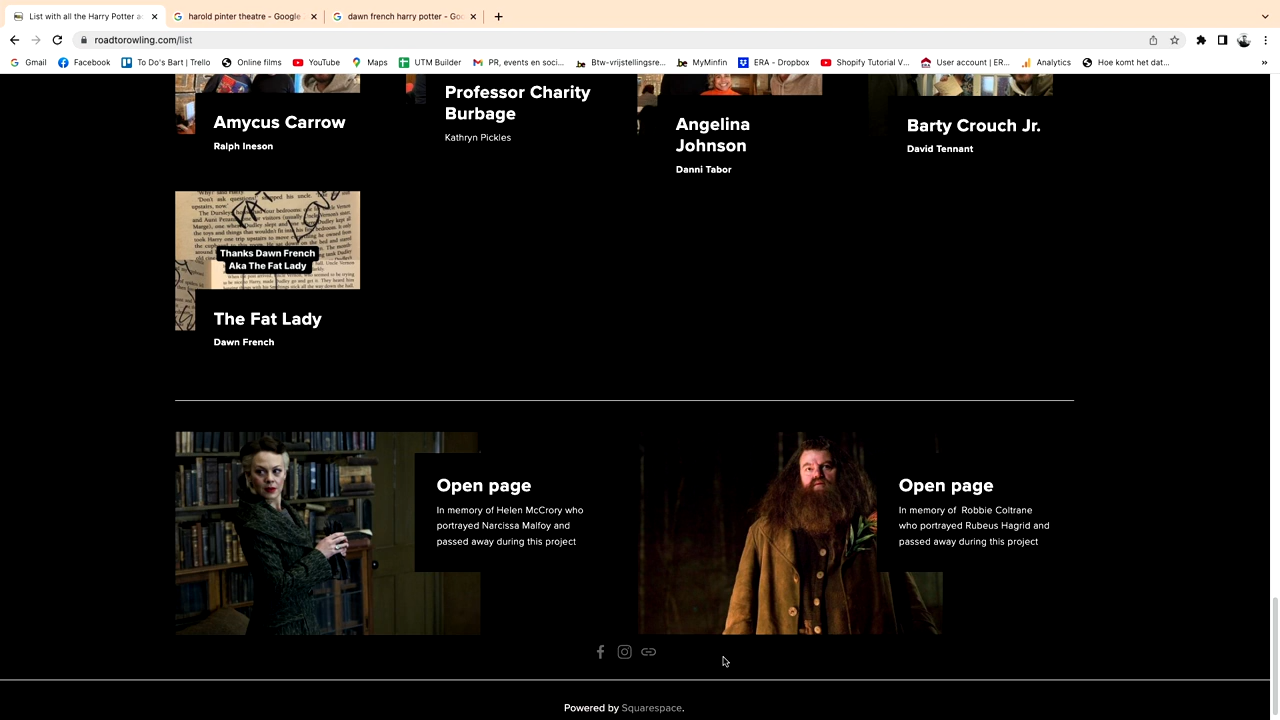 List with all the Harry Potter a
harold pinter theatre - Google
dawn french harry potter - Goo
roadtorowling.com/list
Gmail
Facebook
To Do's Bart | Trello
Online films
YouTube
Maps
UTM Builder
PR, events en soci...
Btw-vrijstellingsre...
MyMinfin
ERA - Dropbox
Shopify Tutorial V...
User account | ER...
Analytics
Hoe komt het dat...
Amycus Carrow
Ralph Ineson
Professor Charity
Burbage
Kathryn Pickles
Angelina
Johnson
Danni Tabor
Barty Crouch Jr.
David Tennant
Thanks Dawn French
Aka The Fat Lady
The Fat Lady
Dawn French
Open page
In memory of Helen McCrory who
portrayed Narcissa Malfoy and
passed away during this project
Open page
In memory of Robbie Coltrane
who portrayed Rubeus Hagrid and
passed away during this project
Powered by Squarespace.